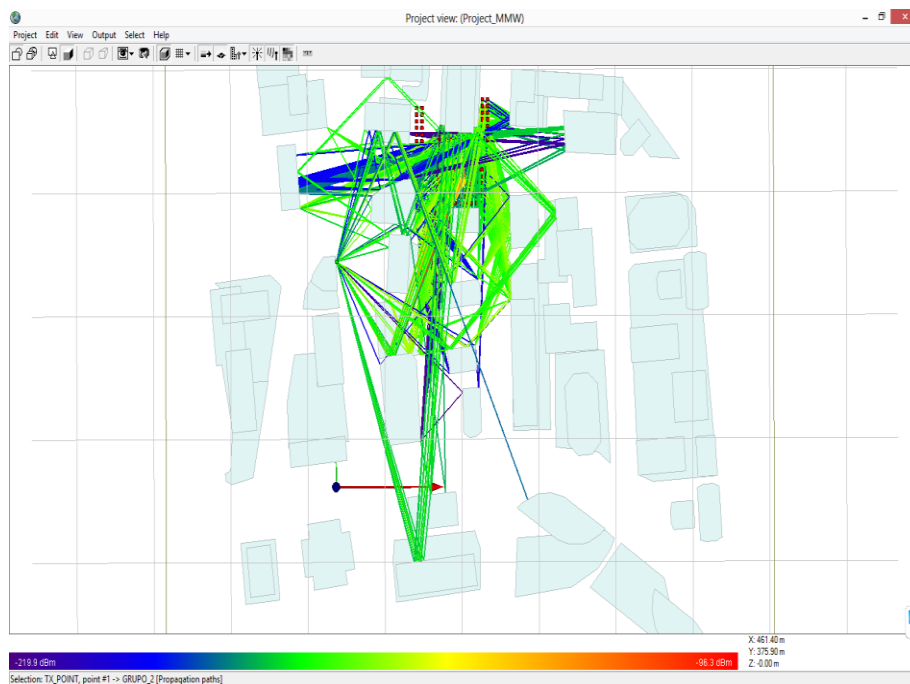 Project view: (Project_MMW)
Project Edit View Output Select Help
-219.9 dBm
-96.3 dBm
X: 461.40 m
Y: 375.90 m
Z: -0.00 m
Selection: TX_POINT, point #1 -> GRUPO_2 [Propagation paths]